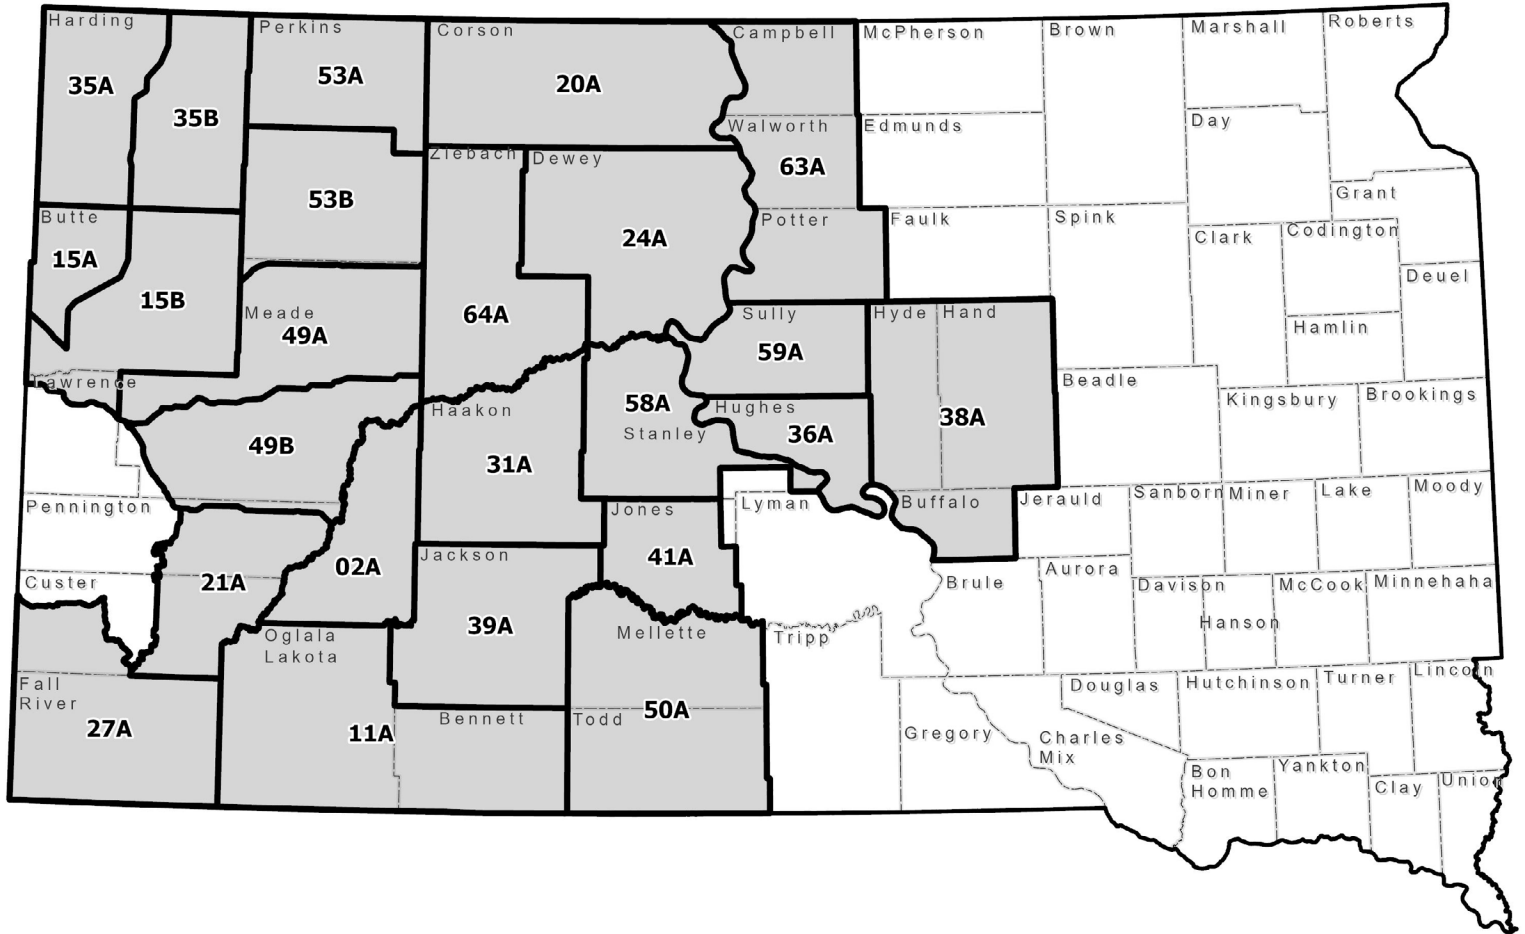 Harding
Perkins
Corson
Campbell
McPherson
Brown
Marshall
Roberts
35A
35B
53A
20A
Walworth
Edmunds
Day
63A
Ziebach
Dewey
Grant
53B
24A
Butte
15A
15B
Potter
Faulk
Spink
Clark
Codington
Deuel
Meade
49A
64A
Sully
59A
Hyde
Hand
Hamlin
Lawrence
Haakon
58A
Stanley
Hughes
36A
38A
Beadle
Kingsbury
Brookings
49B
31A
Pennington
Jones
Lyman
Buffalo
Jerauld
Sanborn
Miner
Lake
Moody
Custer
21A
02A
Jackson
41A
Brule
Aurora
Davison
Hanson
McCook
Minnehaha
Oglala
Lakota
39A
Mellette
Tripp
Fall
River
27A
11A
Bennett
Todd
50A
Gregory
Charles
Mix
Douglas
Hutchinson
Turner
Lincoln
Bon
Homme
Yankton
Clay
Union